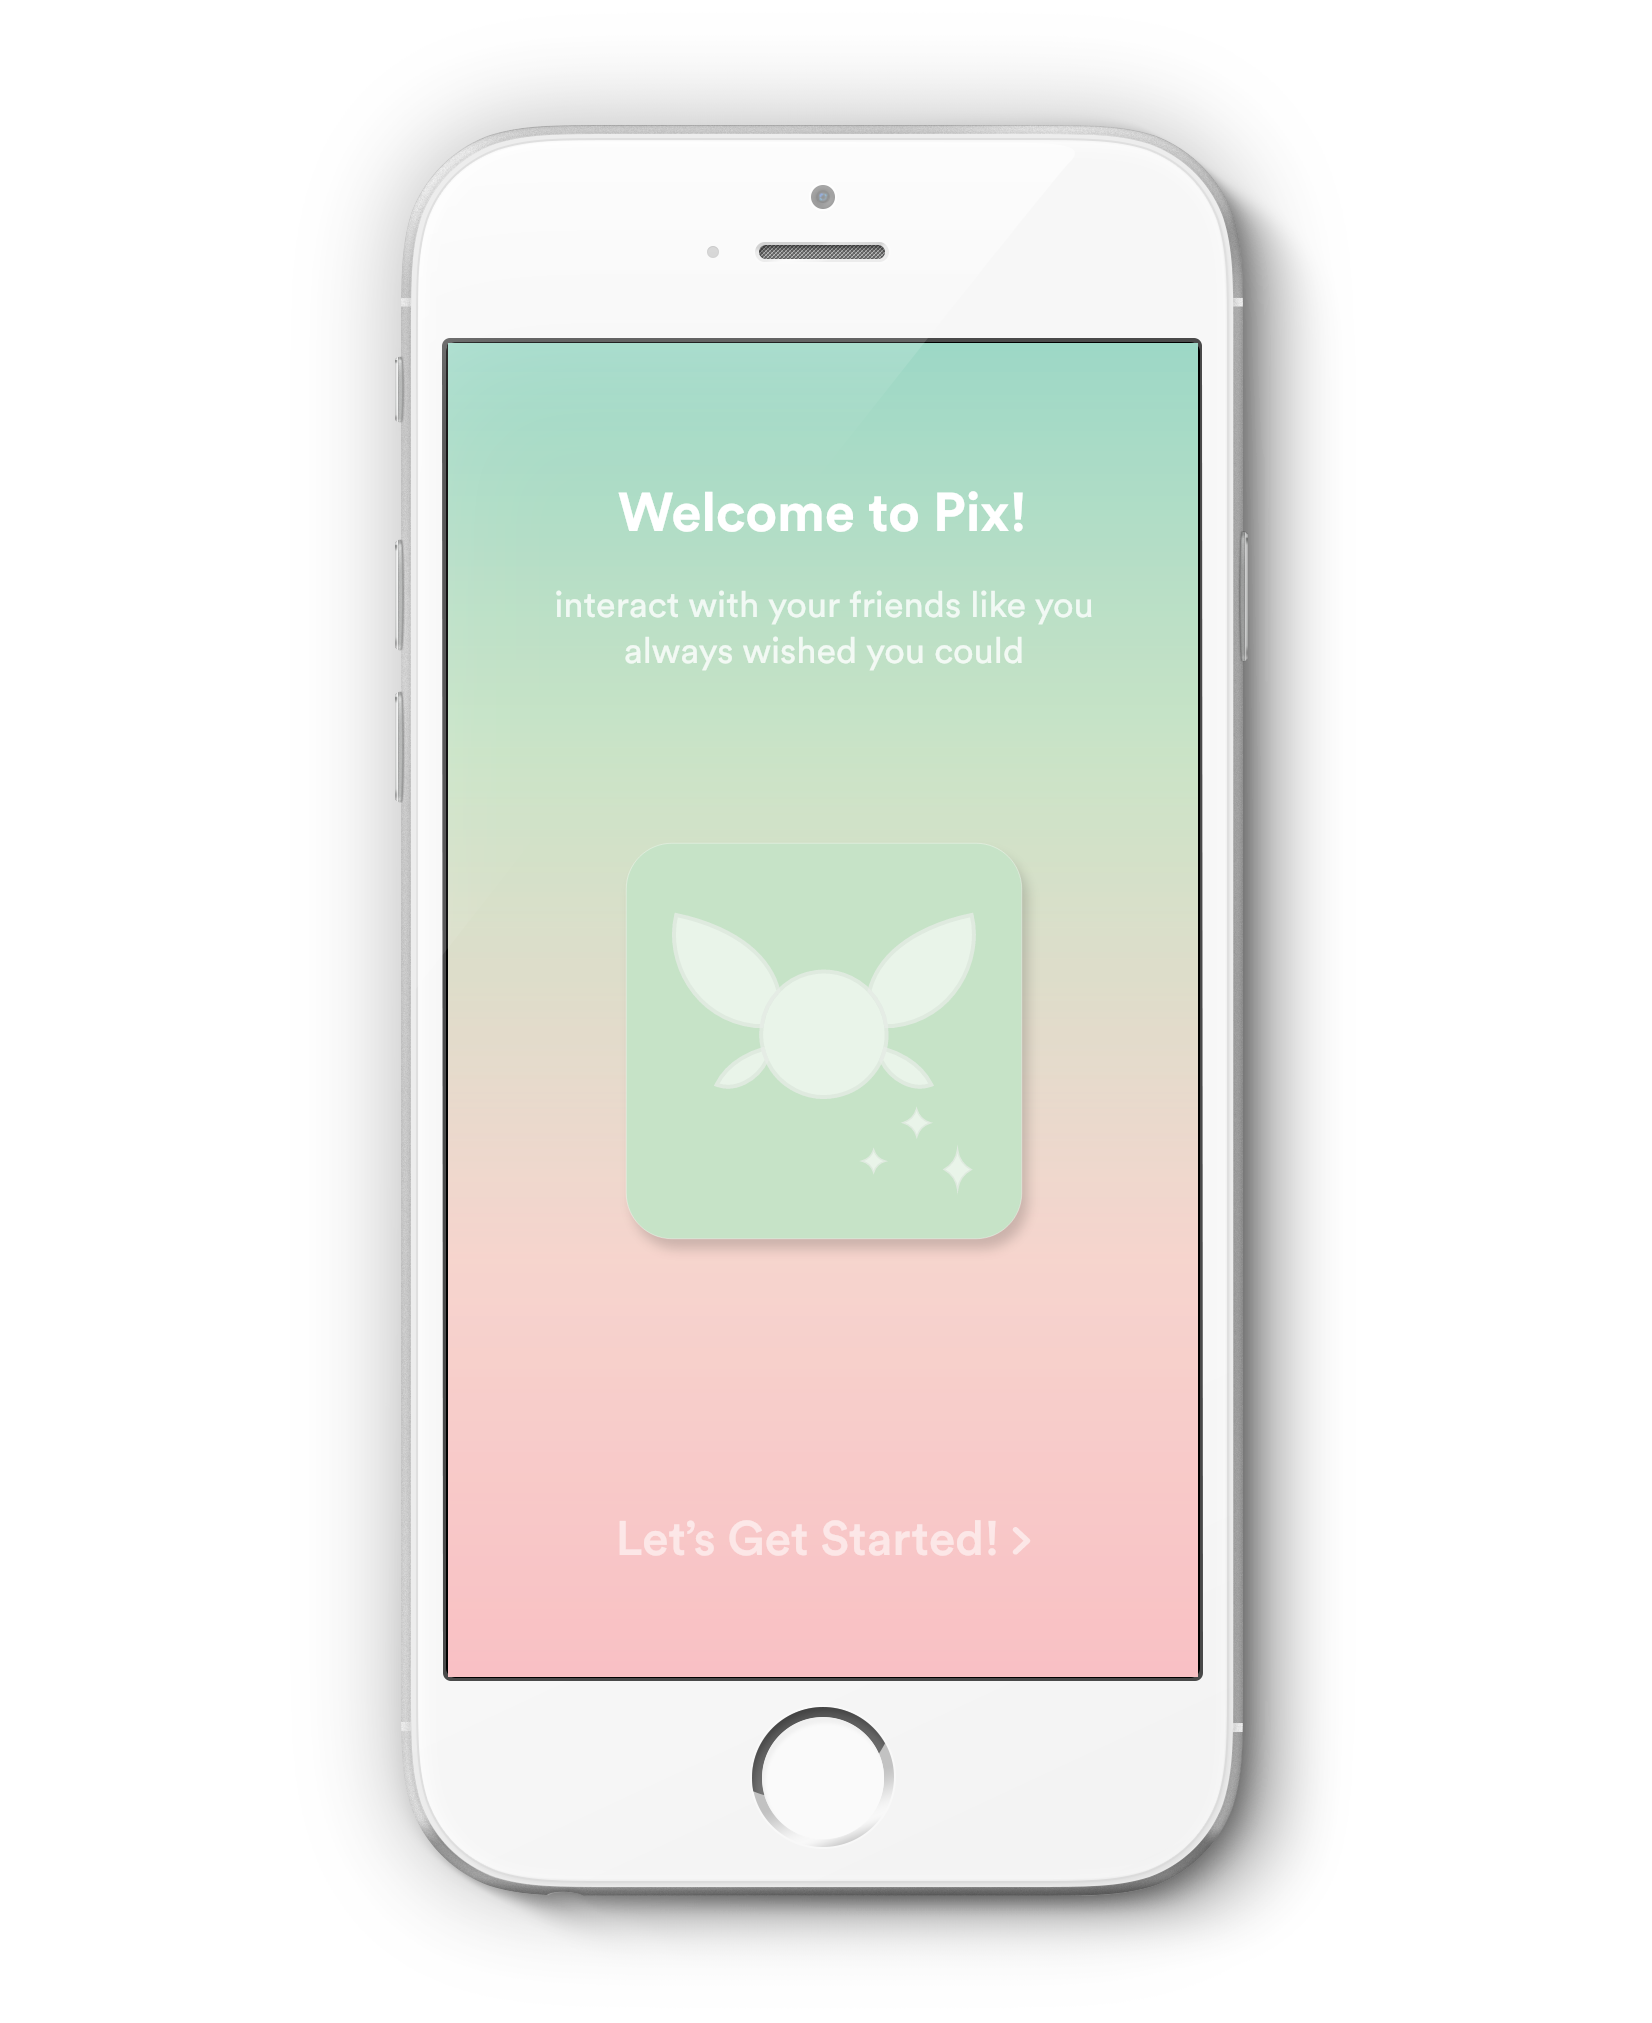 Welcome to Pix!
interact with your friends like you
always wished you could
Let’s Get Started! >